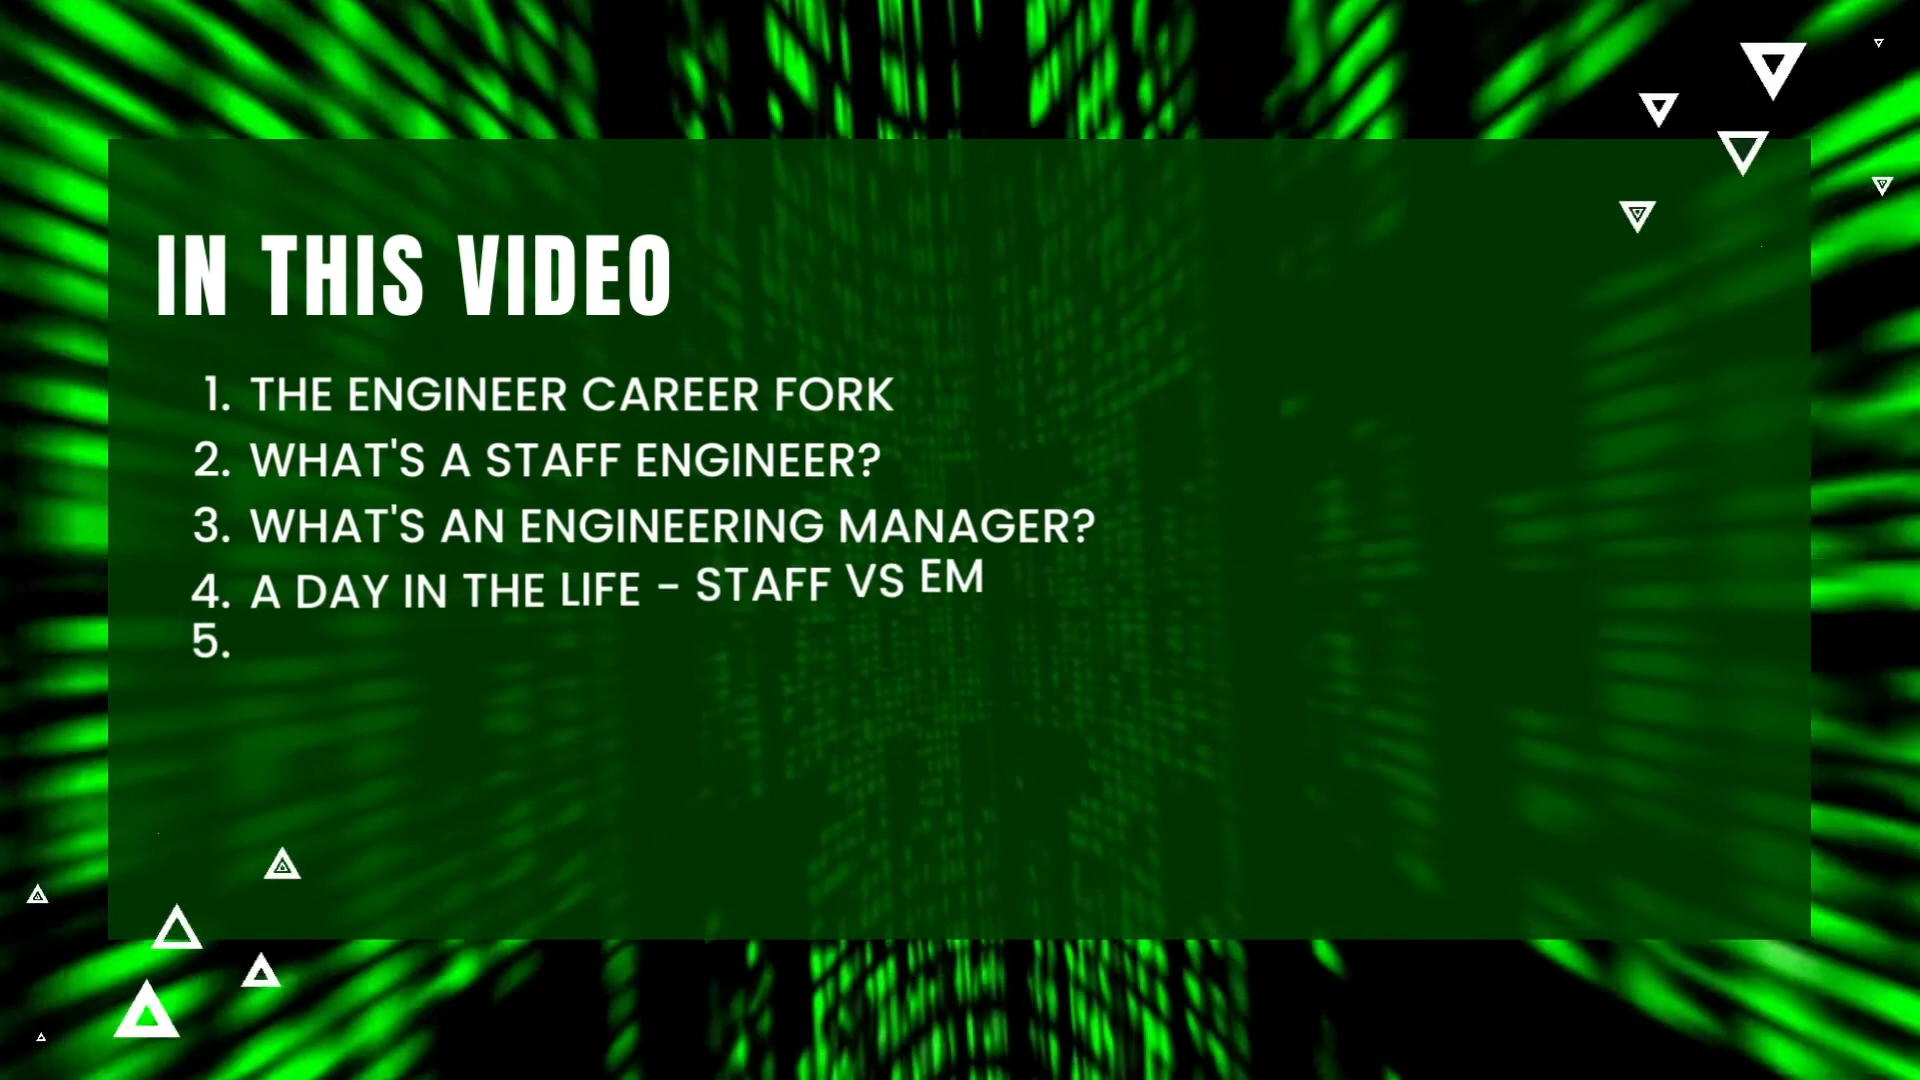 IN THIS VIDEO
1. THE ENGINEER CAREER FORK
2. WHAT'S A STAFF ENGINEER?
3. WHAT'S AN ENGINEERING MANAGER?
4. A DAY IN THE LIFE - STAFF VS EM
5.